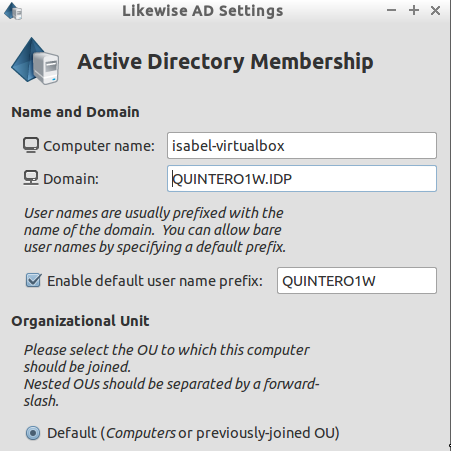 Likewise AD Settings
Active Directory Membership
Name and Domain
Computer name: isabel-virtualbox
Domain: QUINTERO1W.IDP
User names are usually prefixed with the
name of the domain. You can allow bare
user names by specifying a default prefix.
Enable default user name prefix: QUINTERO1W
Organizational Unit
Please select the OU to which this computer
should be joined.
Nested OUs should be separated by a forward-
slash.
Default (Computers or previously-joined OU)